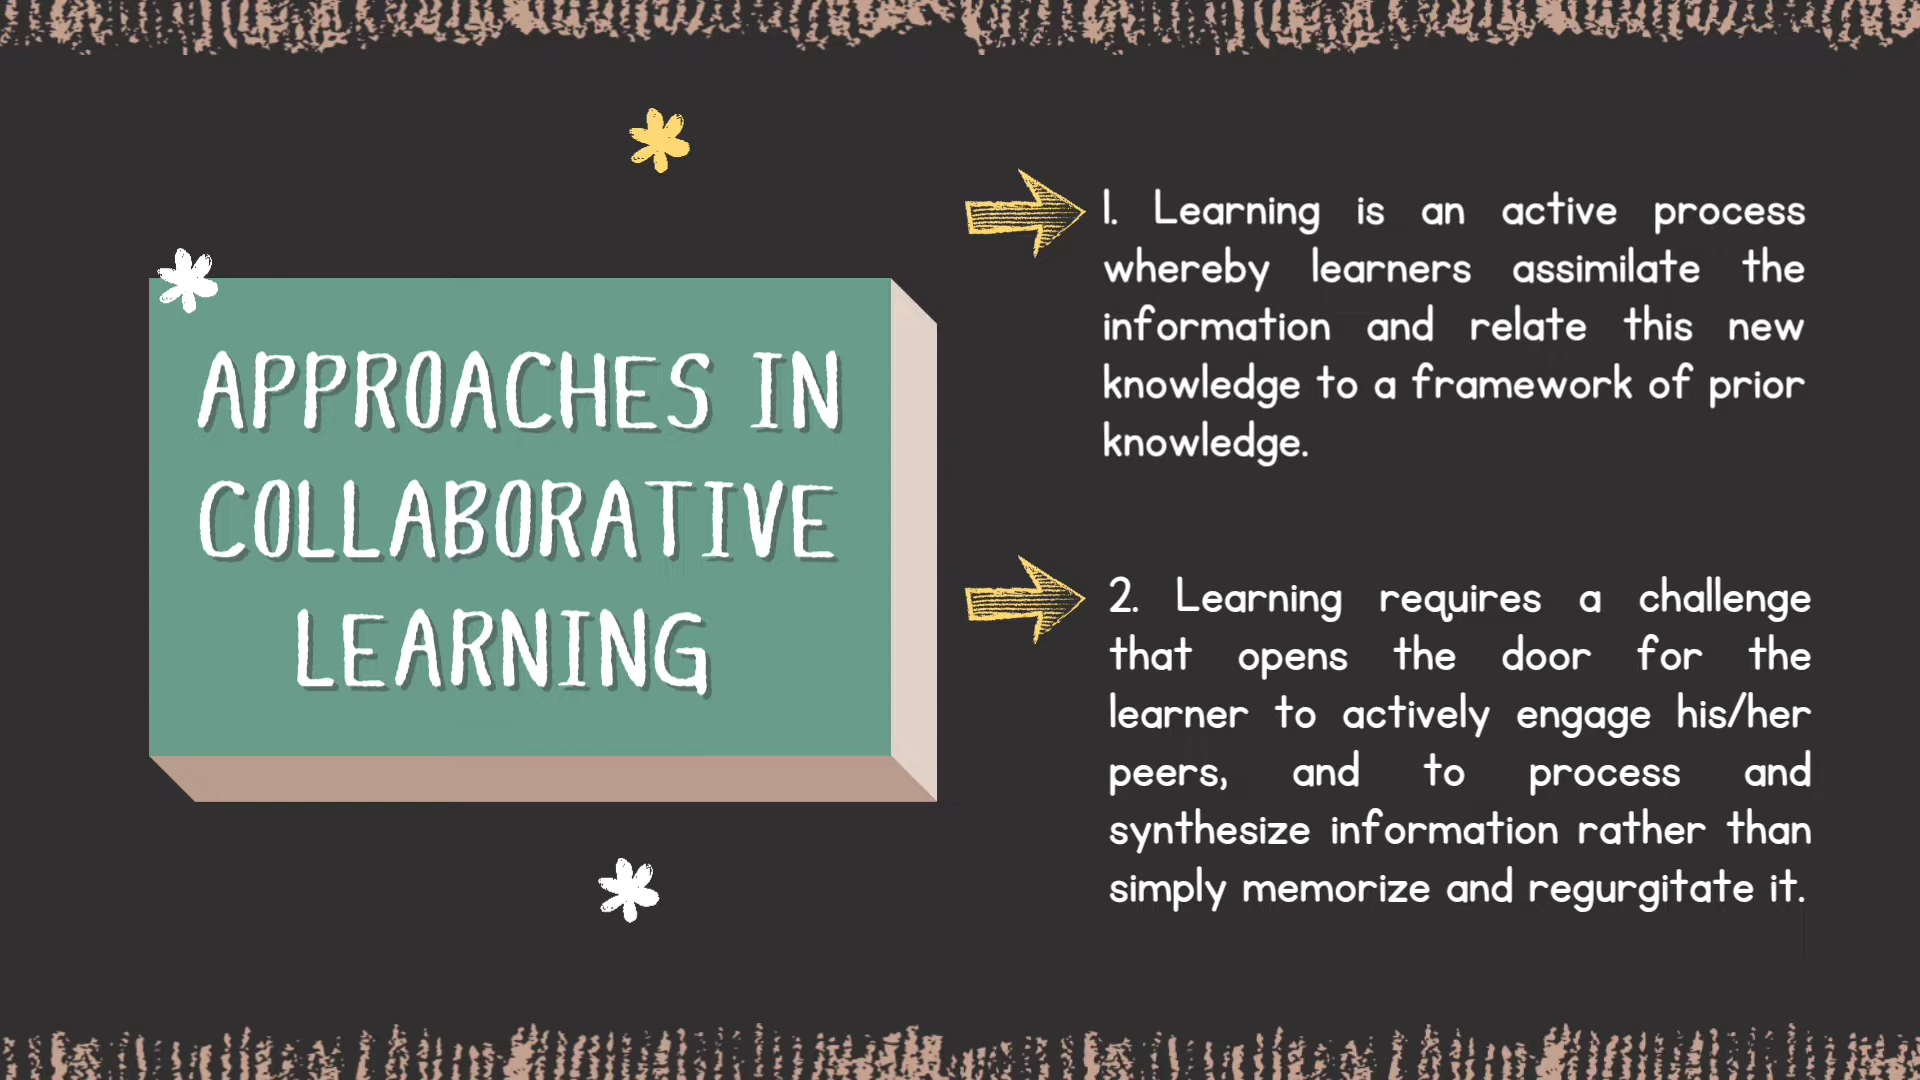 APPROACHES IN
COLLABORATIVE
LEARNING
1. Learning is an active process
whereby learners assimilate the
information and relate this new
knowledge to a framework of prior
knowledge.
2. Learning requires a challenge
that opens the door for the
learner to actively engage his/her
peers, and to process and
synthesize information rather than
simply memorize and regurgitate it.